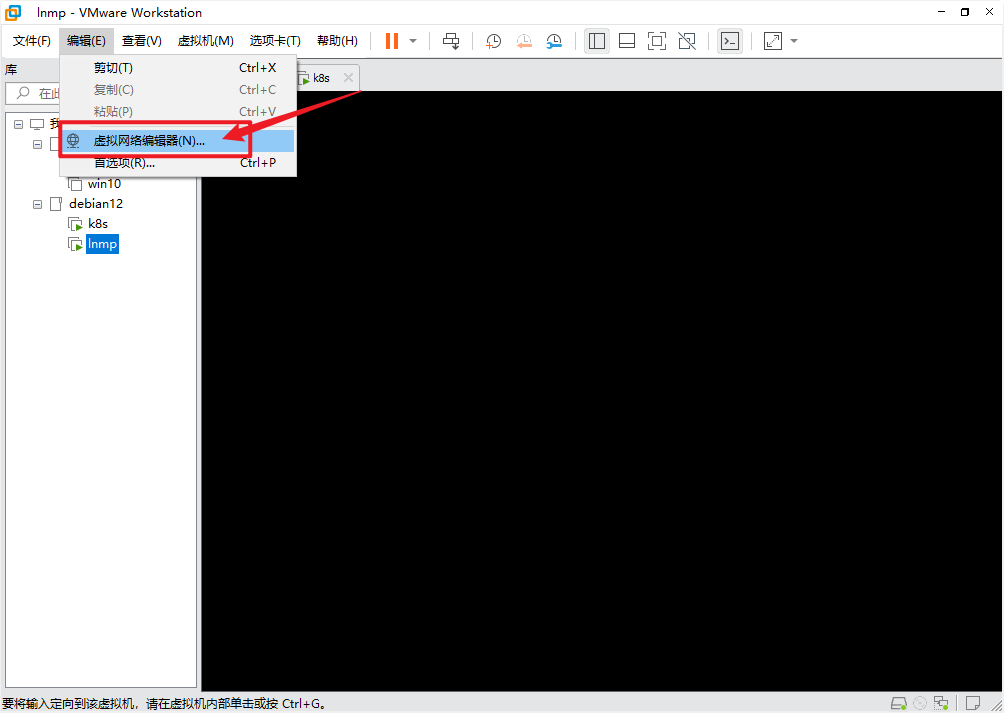 lnmp - VMware Workstation
文件(F) 编辑(E) 查看(V) 虚拟机(M) 选项卡(T) 帮助(H)
库
剪切(T) Ctrl+X
k8s
在此
复制(C) Ctrl+C
粘贴(P) Ctrl+V
虚拟网络编辑器(N)...
首选项(R)... Ctrl+P
win10
debian12
k8s
lnmp
要将输入定向到该虚拟机，请在虚拟机内部单击或按 Ctrl+G。